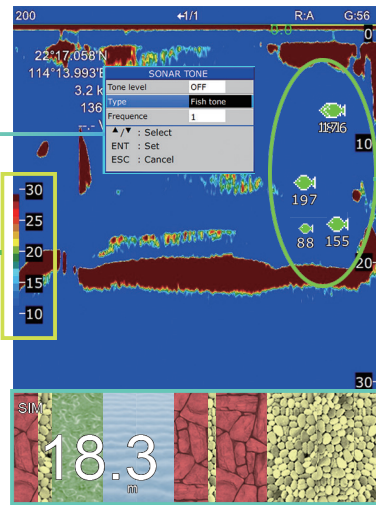 200 1/1 R:A G:56
0.0
0
22°17.058'N
114°13.993'E
3.2 k
136
--.- V
SONAR TONE
Tone level OFF
Type Fish tone
Frequence 1
▲/▼ : Select
ENT : Set
ESC : Cancel
10
197
88 155
20
30
-30
-25
-20
-15
-10
SIM
18.3
m